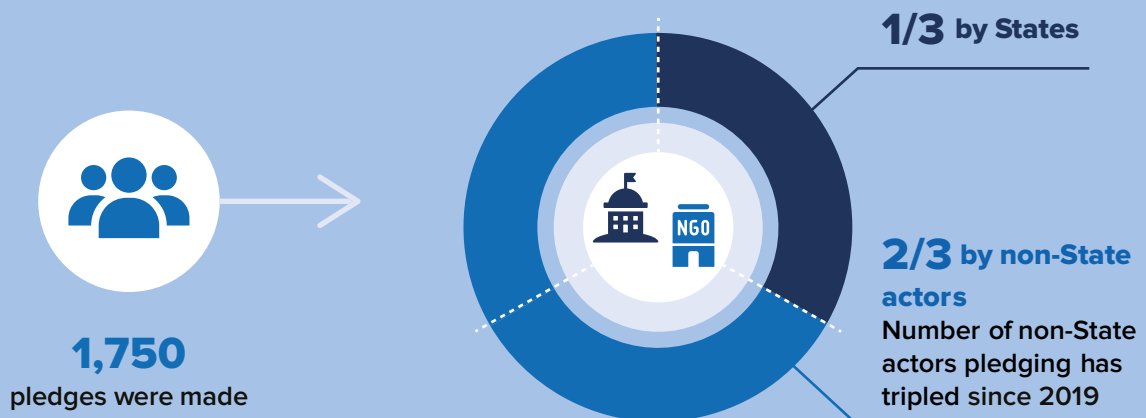 1,750
pledges were made
NGO
1/3 by States
2/3 by non-State
actors
Number of non-State
actors pledging has
tripled since 2019